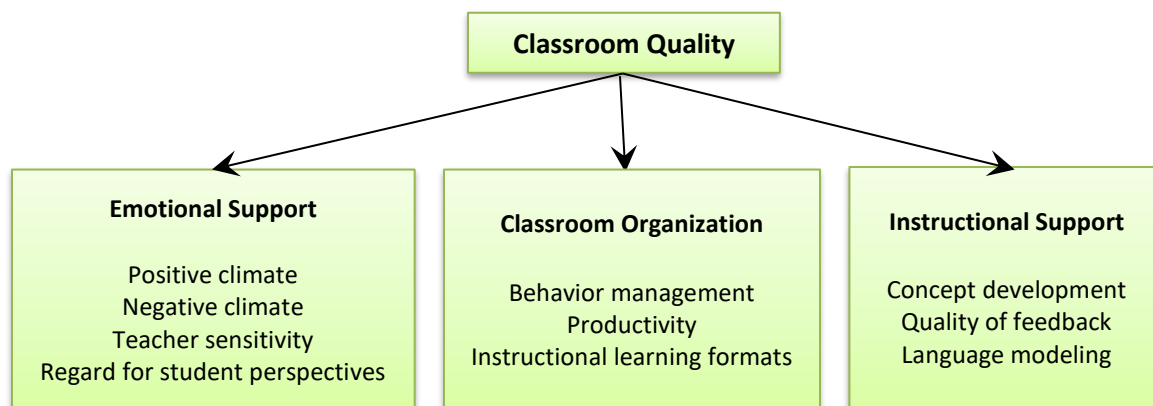 Classroom Quality
Emotional Support
Positive climate
Negative climate
Teacher sensitivity
Regard for student perspectives
Classroom Organization
Behavior management
Productivity
Instructional learning formats
Instructional Support
Concept development
Quality of feedback
Language modeling